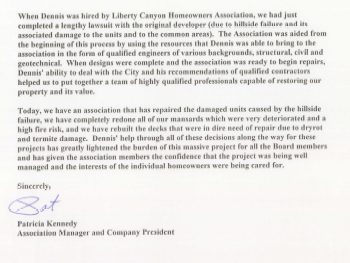 When Dennis was hired by Liberty Canyon Homeowners Association, we had just
completed a lengthy lawsuit with the original developer (due to hillside failure and its
associated damage to the units and to the common areas). The Association was aided from
the beginning of this process by using the resources that Dennis was able to bring to the
association in the form of qualified engineers of various backgrounds, structural, civil and
geotechnical. When designs were complete and the association was ready to begin repairs,
Dennis' ability to deal with the City and his recommendations of qualified contractors
helped us to put together a team of highly qualified professionals capable of restoring our
property and its value.
Today, we have an association that has repaired the damaged units caused by the hillside
failure, we have completely redone all of our mansards which were very deteriorated and a
high fire risk, and we have rebuilt the decks that were in dire need of repair due to dryrot
and termite damage. Dennis' help through all of these decisions along the way for these
projects has greatly lightened the burden of this massive project for all the Board members
and has given the association members the confidence that the project was being well
managed and the interests of the individual homeowners were being cared for.
Sincerely,
Pat
Patricia Kennedy
Association Manager and Company President